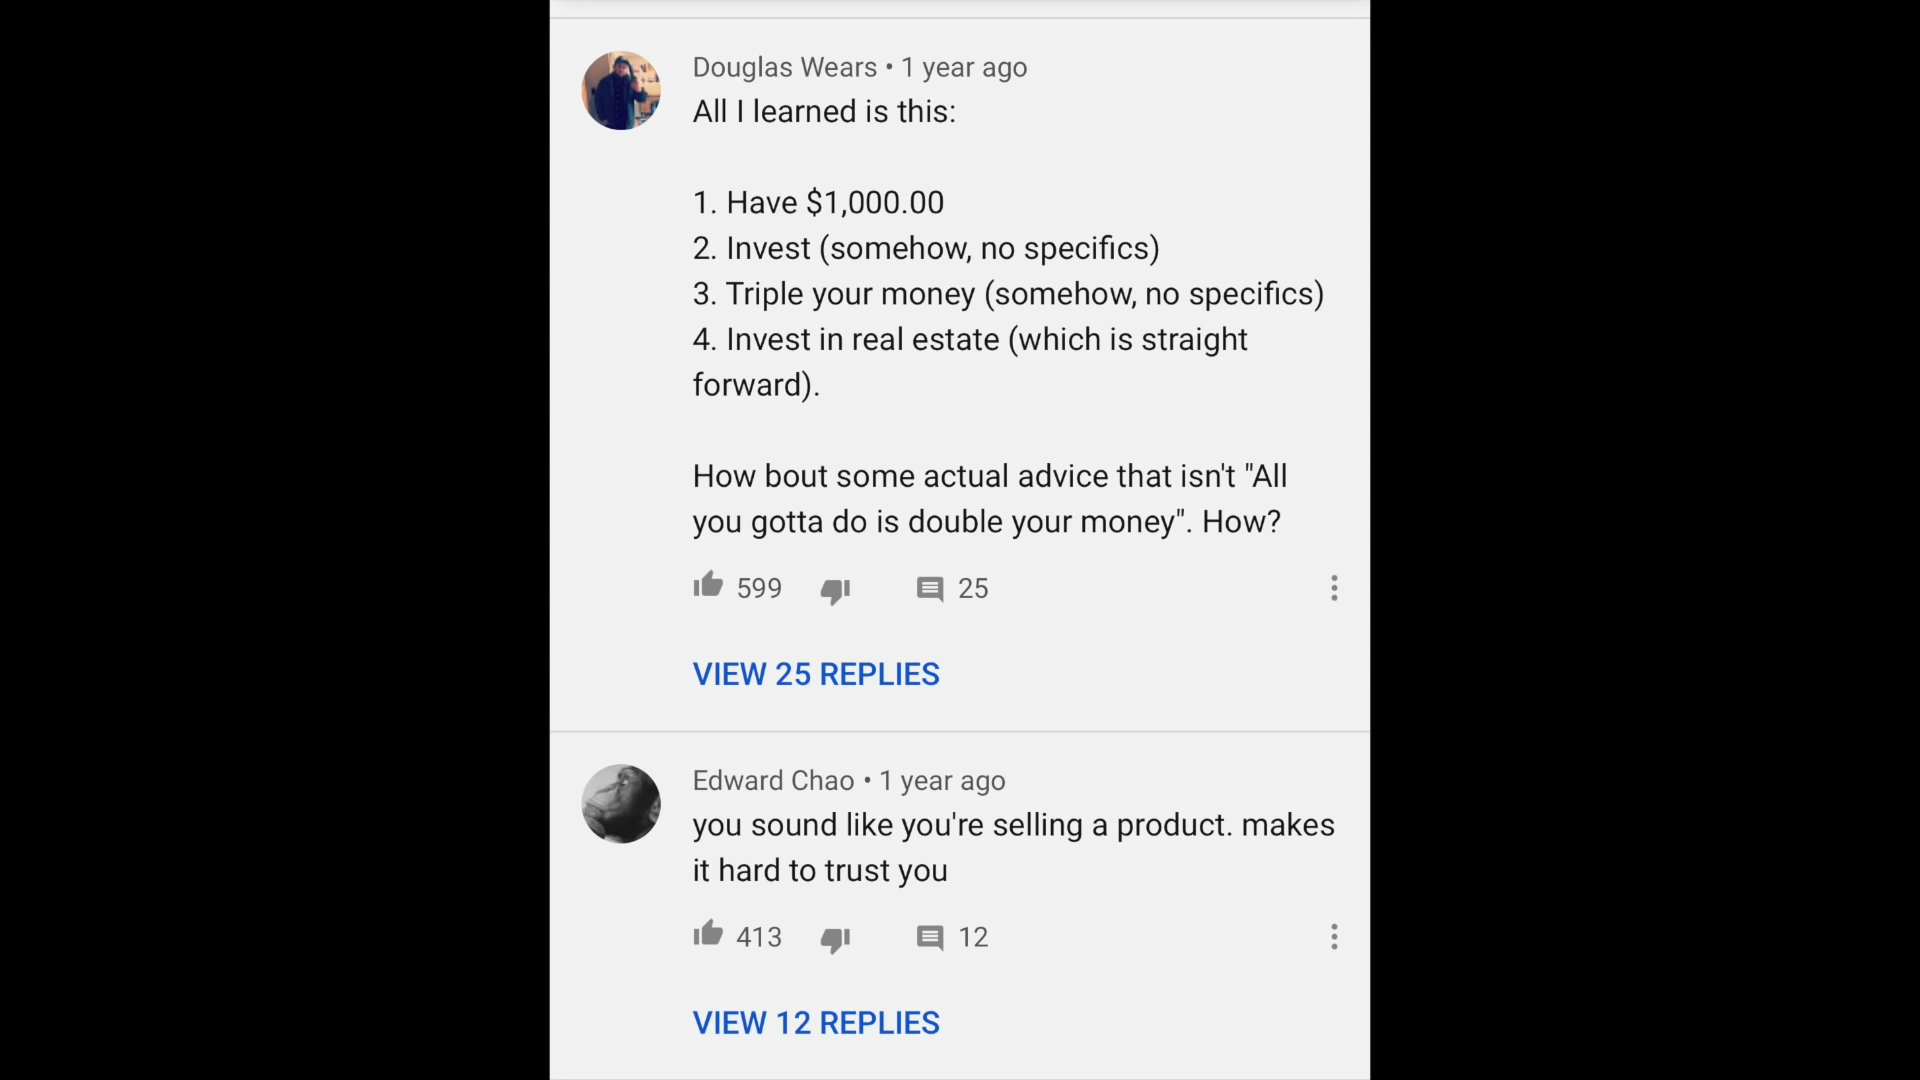 Douglas Wears • 1 year ago
All I learned is this:
1. Have $1,000.00
2. Invest (somehow, no specifics)
3. Triple your money (somehow, no specifics)
4. Invest in real estate (which is straight
forward).
How bout some actual advice that isn't "All
you gotta do is double your money". How?
599 25
VIEW 25 REPLIES
Edward Chao • 1 year ago
you sound like you're selling a product. makes
it hard to trust you
413 12
VIEW 12 REPLIES